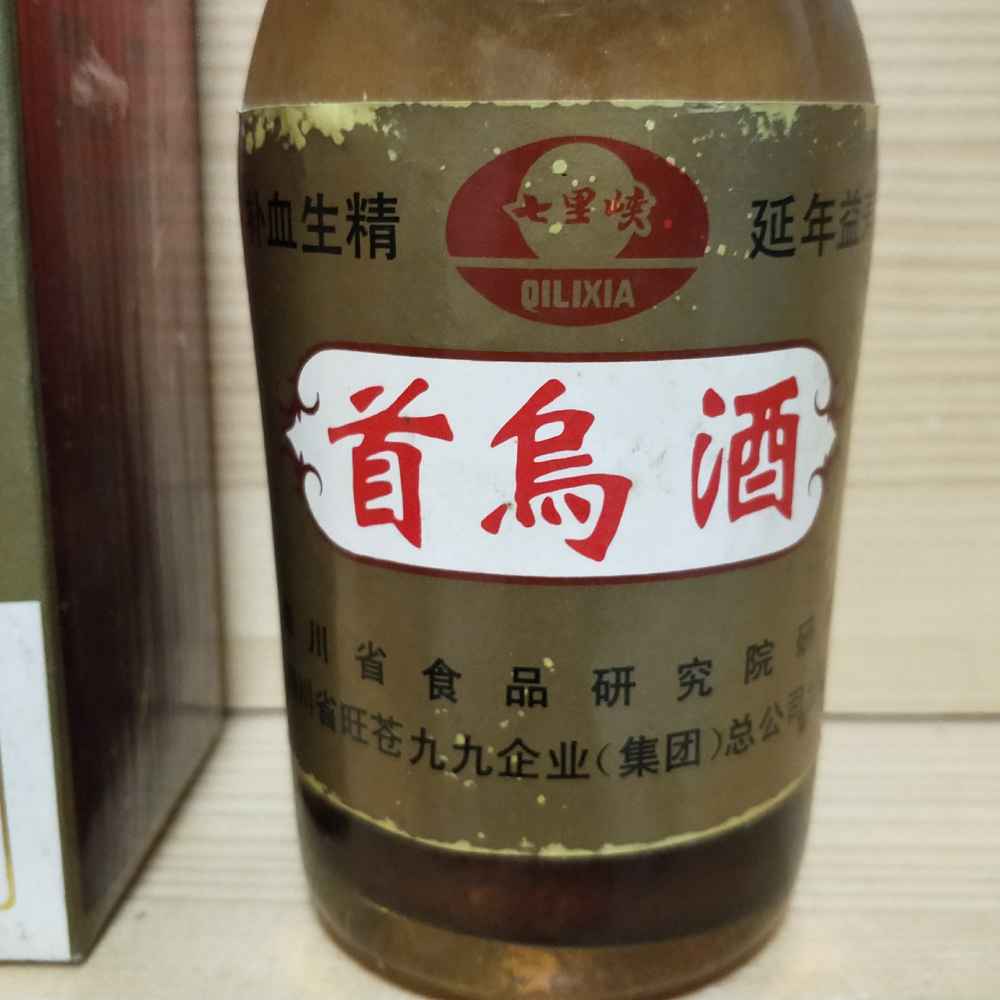 七里峡
QILIXIA
补血生精
延年益
首烏酒
川省食品研究院研
川省旺苍九九企业(集团)总公司